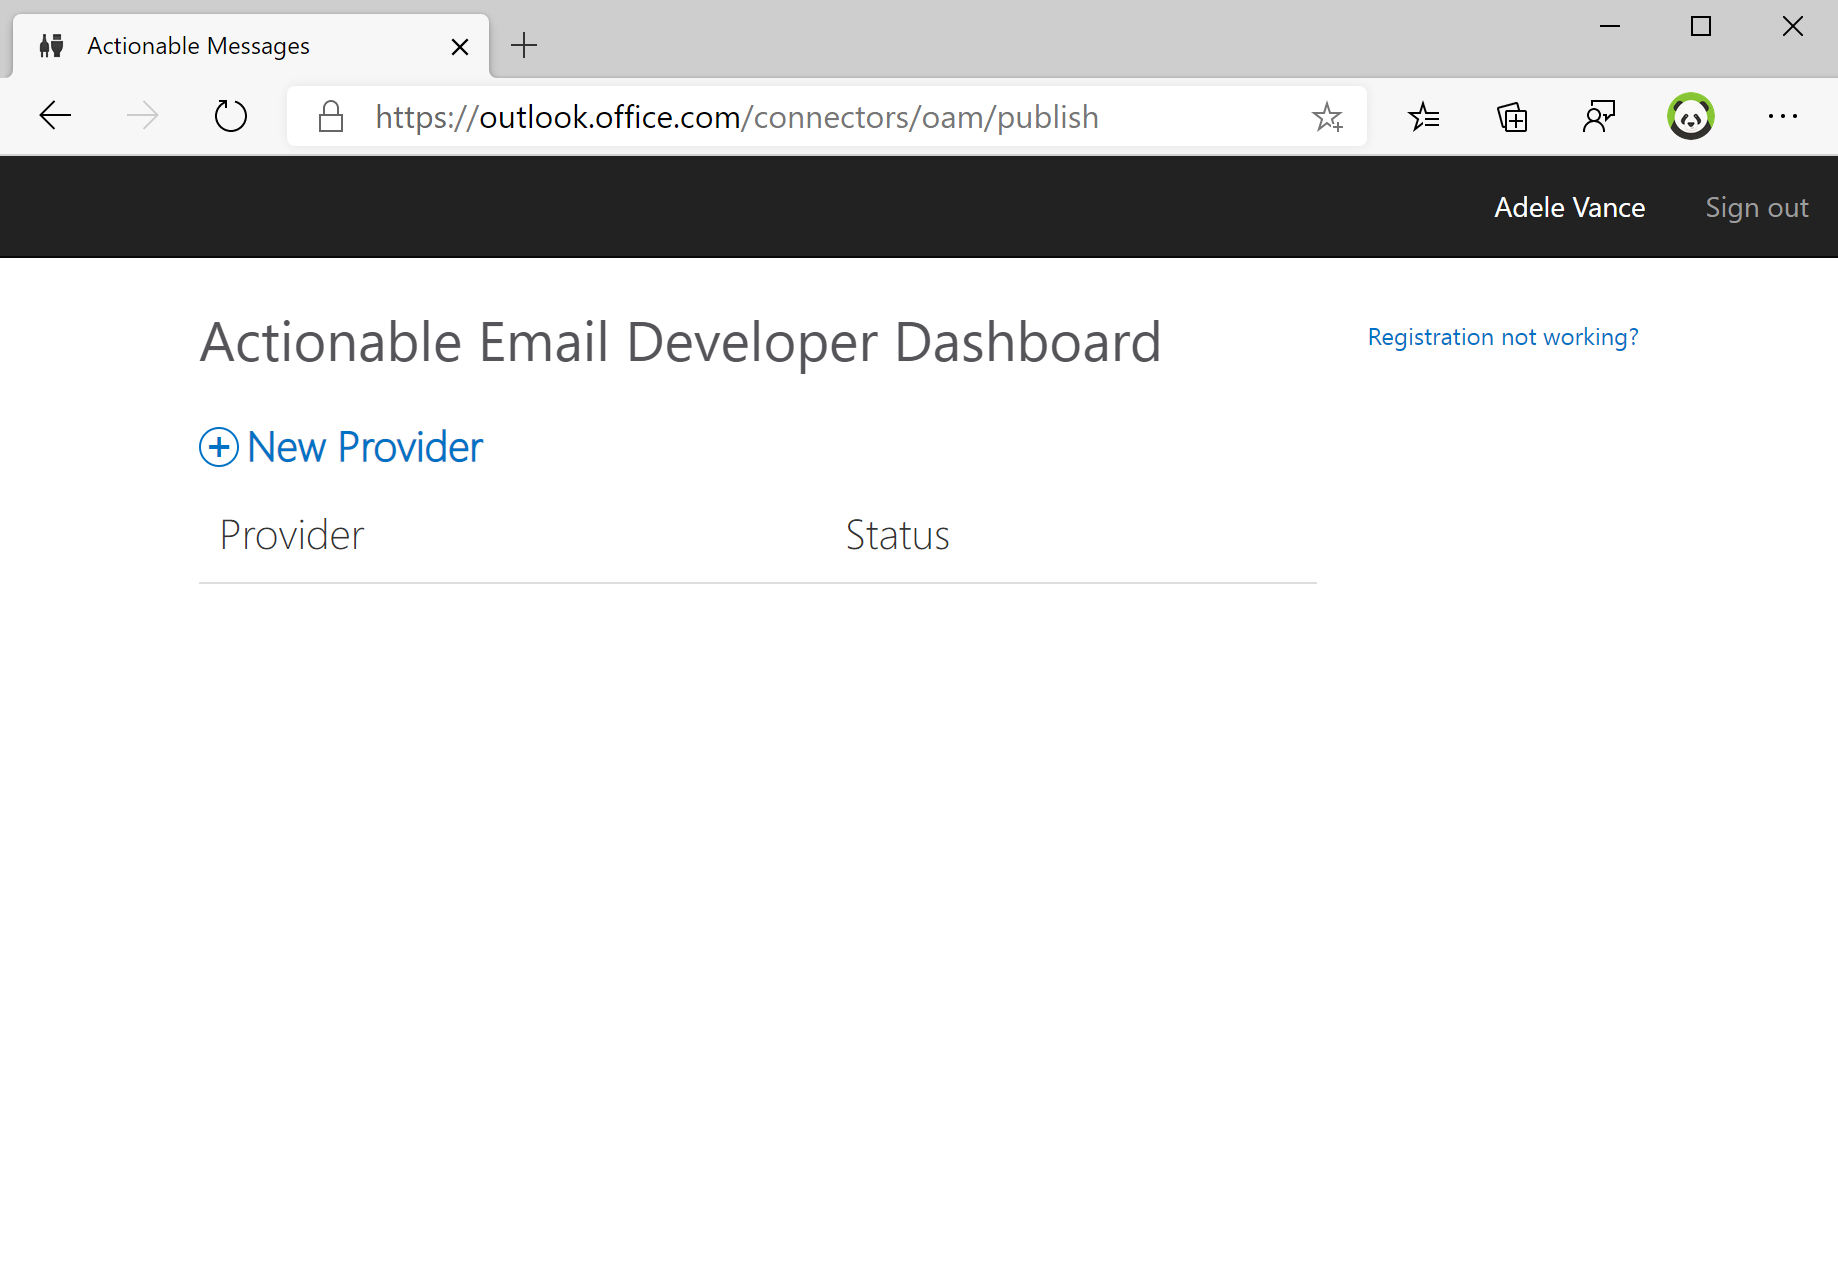 Actionable Messages
https://outlook.office.com/connectors/oam/publish
Adele Vance
Sign out
Actionable Email Developer Dashboard
Registration not working?
New Provider
Provider
Status